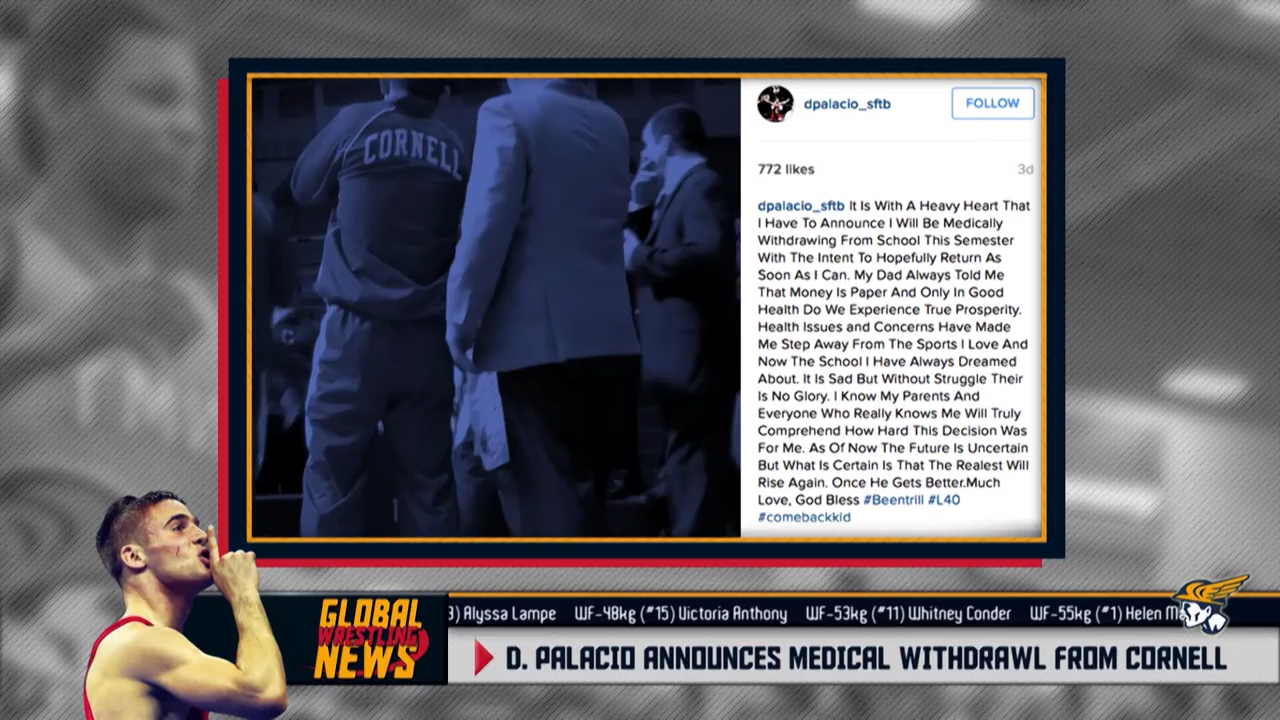 CORNELL
dpalacio_sftb
FOLLOW
772 likes
3d
dpalacio_sftb It Is With A Heavy Heart That
I Have To Announce I Will Be Medically
Withdrawing From School This Semester
With The Intent To Hopefully Return As
Soon As I Can. My Dad Always Told Me
That Money Is Paper And Only In Good
Health Do We Experience True Prosperity.
Health Issues and Concerns Have Made
Me Step Away From The Sports I Love And
Now The School I Have Always Dreamed
About. It Is Sad But Without Struggle Their
Is No Glory. I Know My Parents And
Everyone Who Really Knows Me Will Truly
Comprehend How Hard This Decision Was
For Me. As Of Now The Future Is Uncertain
But What Is Certain Is That The Realest Will
Rise Again. Once He Gets Better.Much
Love, God Bless #Beentrill #L40
#comebackkid
3) Alyssa Lampe WF-48kg (#15) Victoria Anthony WF-53kg (#11) Whitney Conder WF-55kg (#1) Helen M
GLOBAL
WRESTLING
NEWS
D. PALACIO ANNOUNCES MEDICAL WITHDRAWL FROM CORNELL